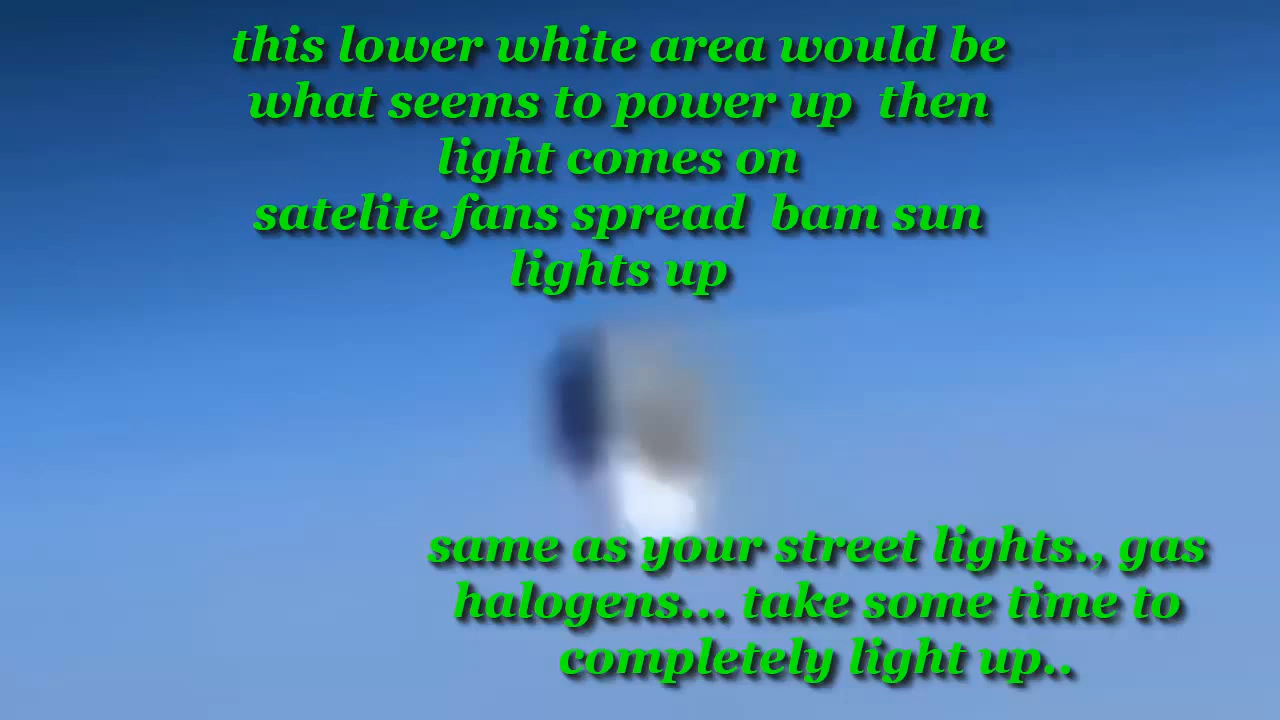 this lower white area would be
what seems to power up then
light comes on
satelite fans spread bam sun
lights up
same as your street lights., gas
halogens... take some time to
completely light up..